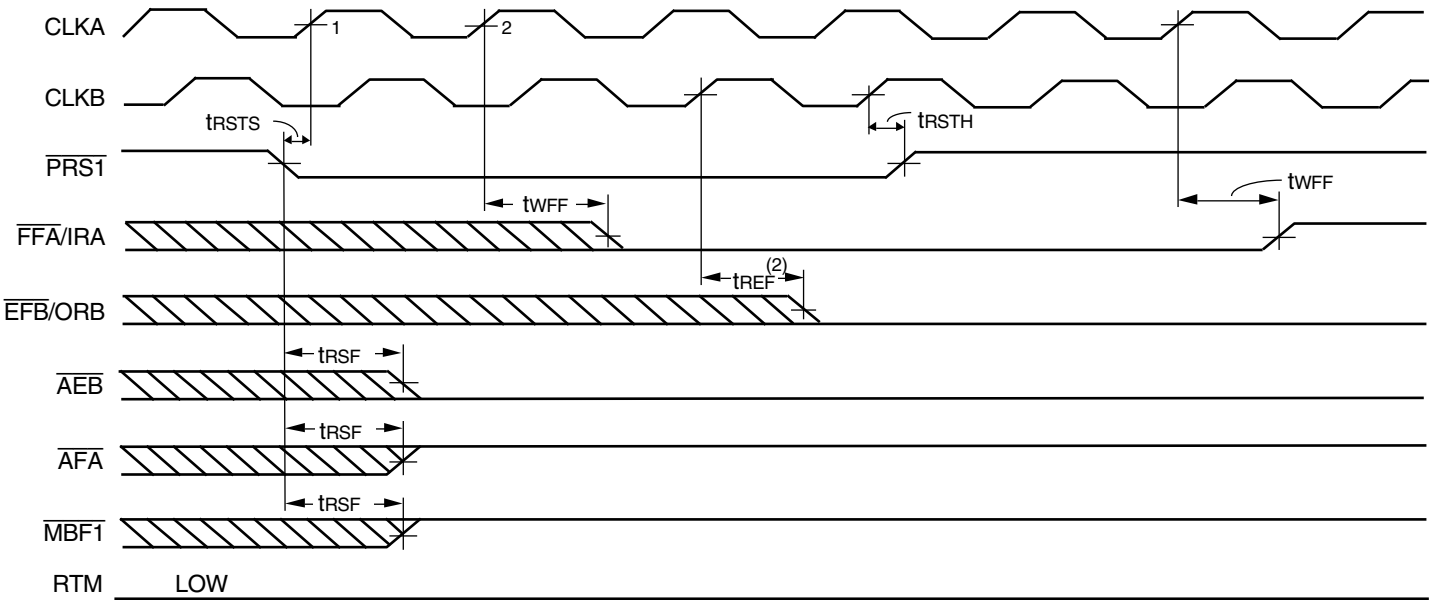 CLKA 1 2
CLKB
tRSTS tRSTH
PRS1
tWFF tWFF
FFA/IRA
tREF(2)
EFB/ORB
tRSF
AEB
tRSF
AFA
tRSF
MBF1
RTM LOW